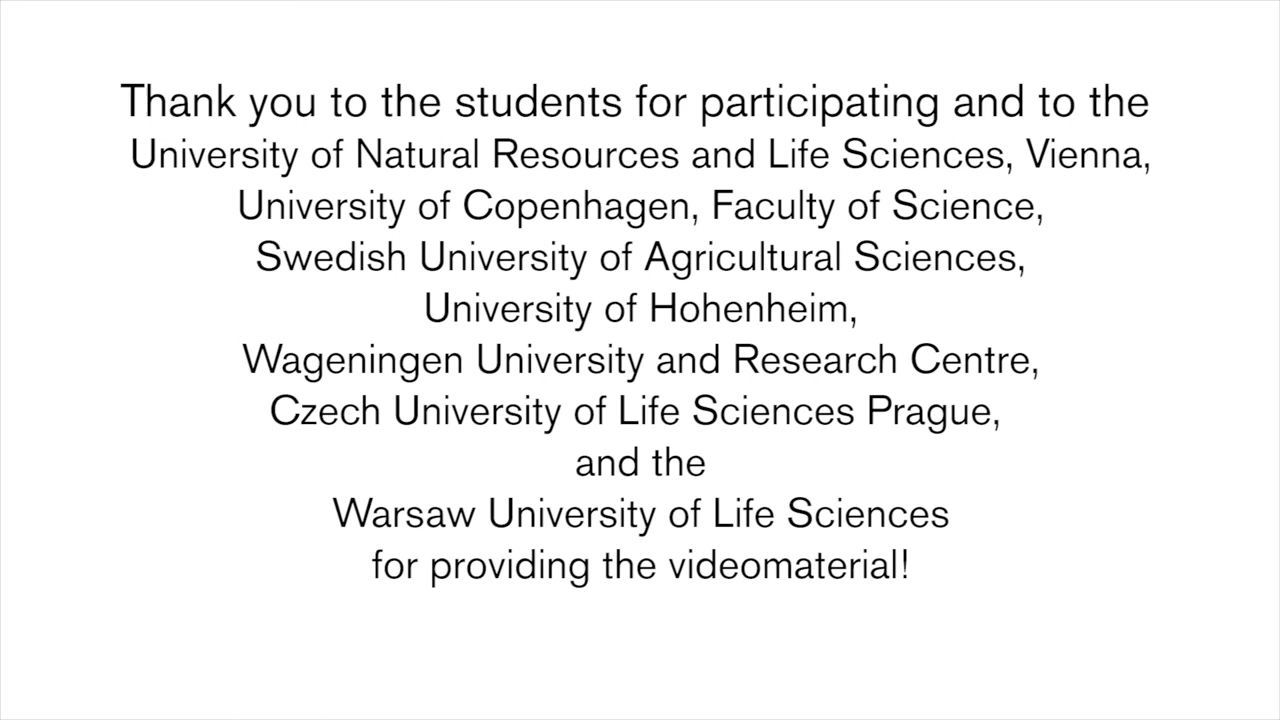 Thank you to the students for participating and to the
University of Natural Resources and Life Sciences, Vienna,
University of Copenhagen, Faculty of Science,
Swedish University of Agricultural Sciences,
University of Hohenheim,
Wageningen University and Research Centre,
Czech University of Life Sciences Prague,
and the
Warsaw University of Life Sciences
for providing the videomaterial!